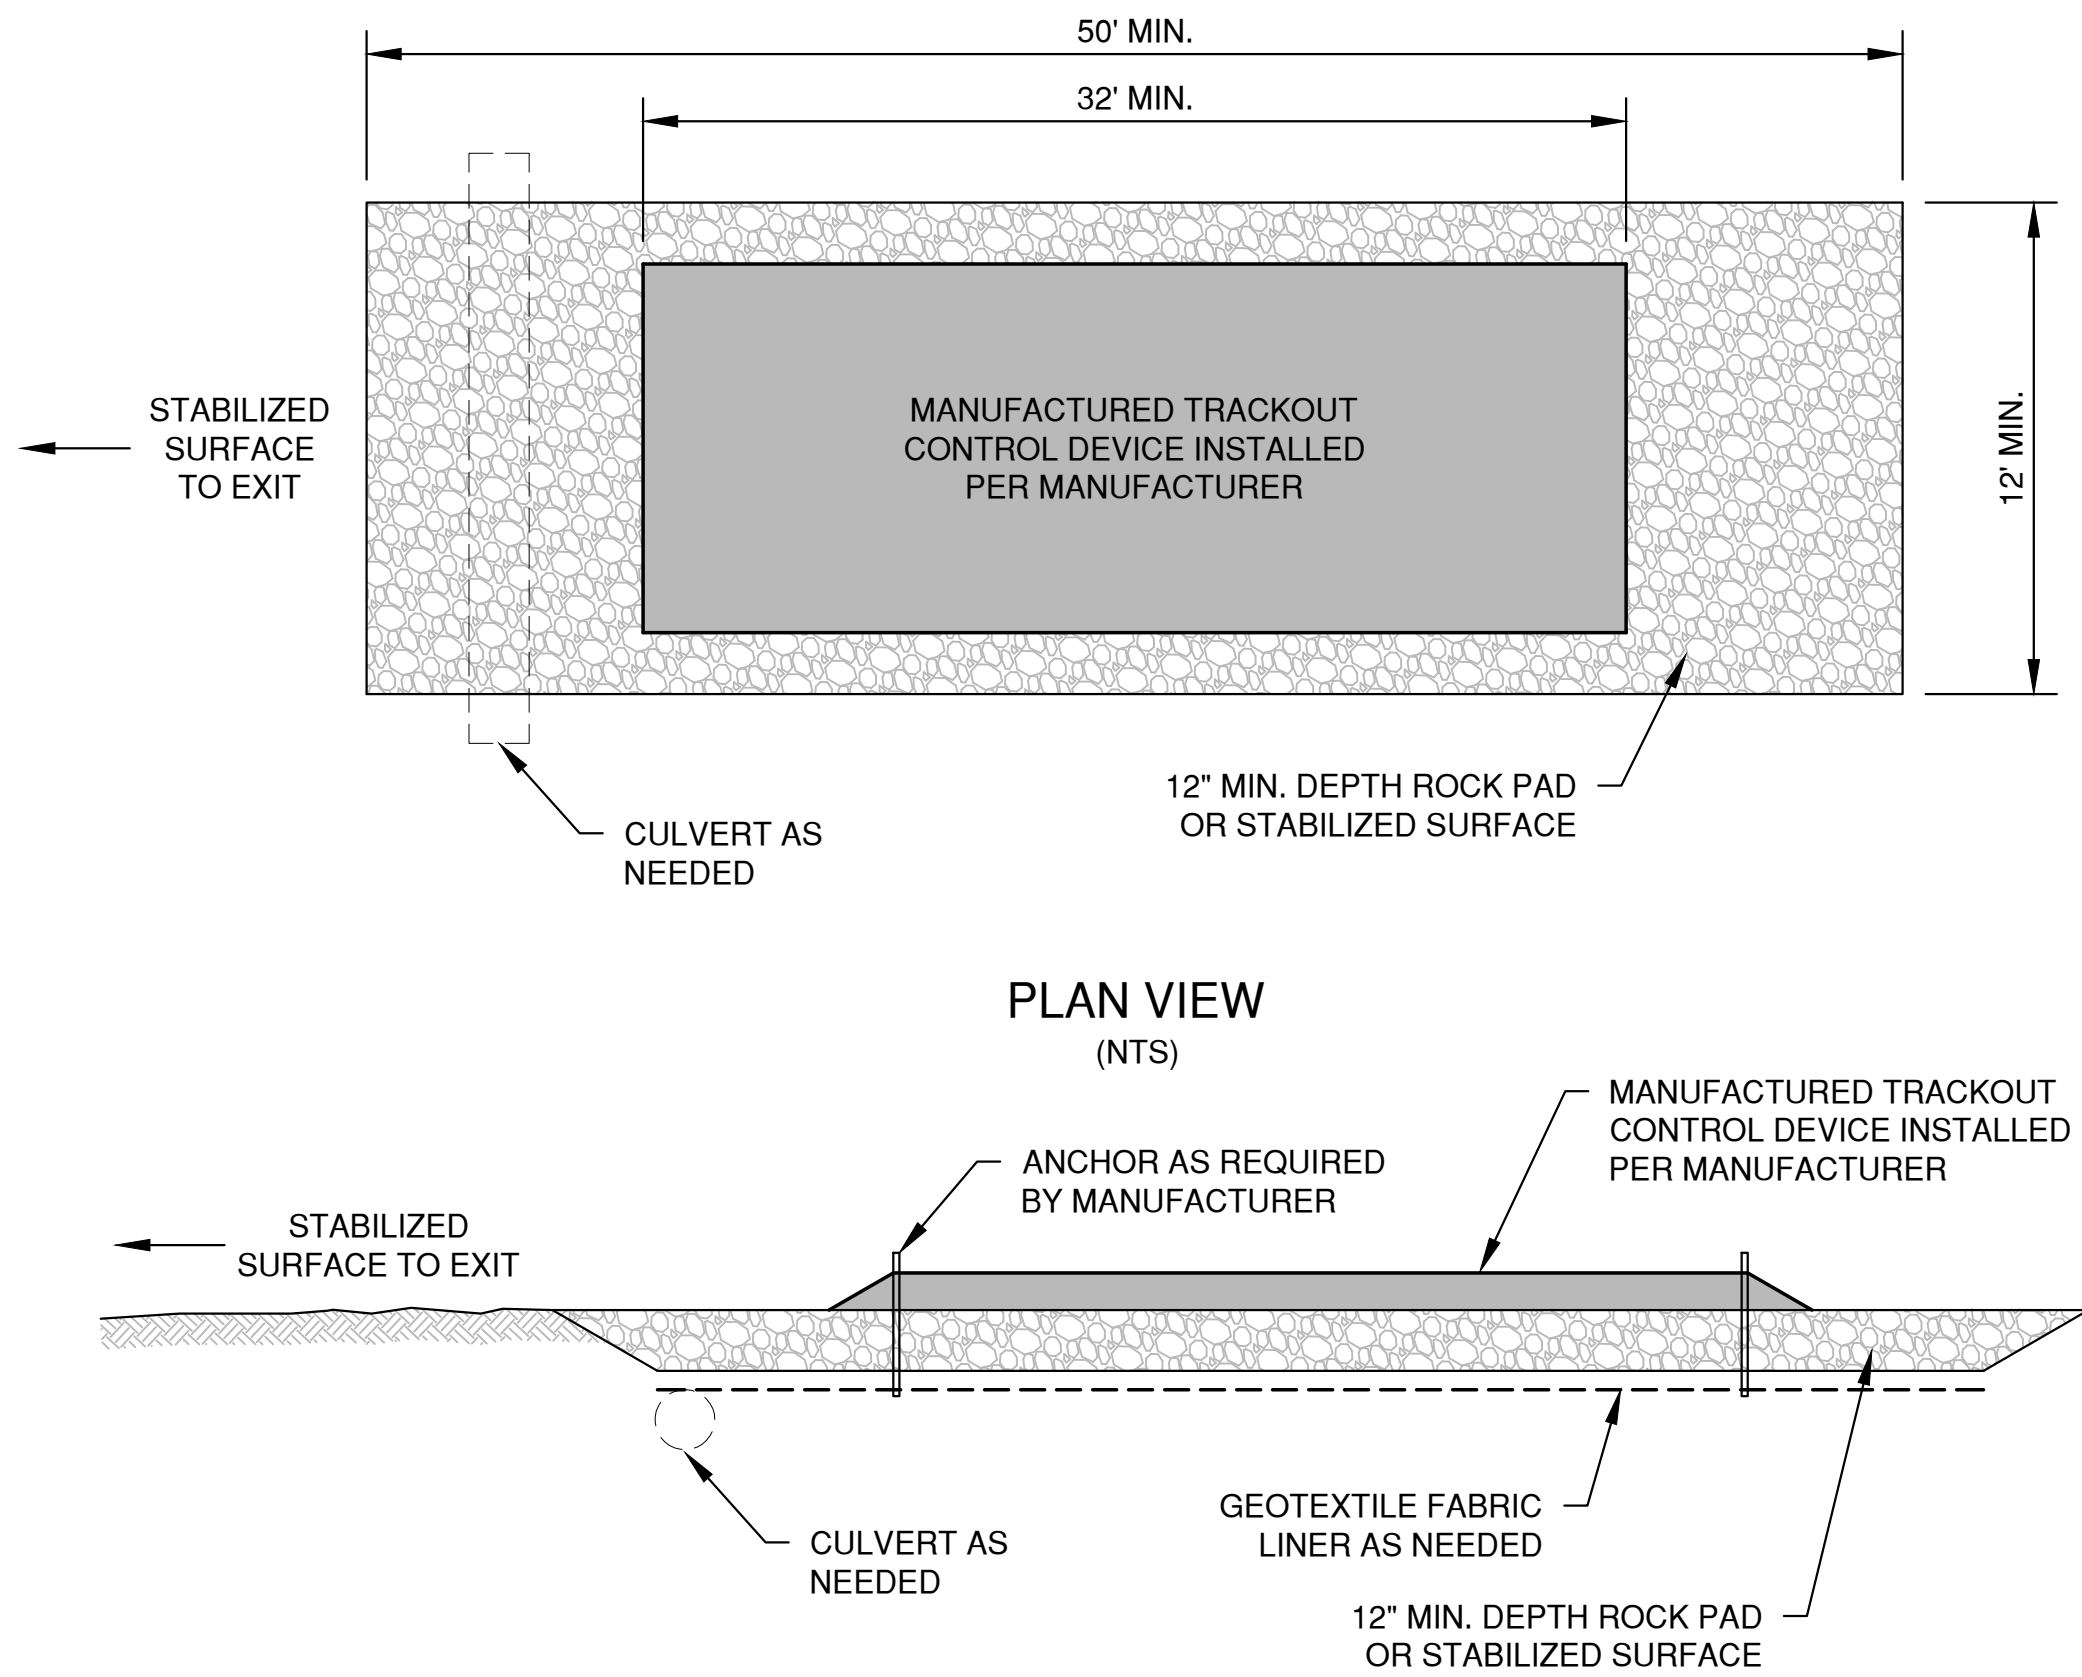 50' MIN.
32' MIN.
STABILIZED
SURFACE
TO EXIT
MANUFACTURED TRACKOUT
CONTROL DEVICE INSTALLED
PER MANUFACTURER
12' MIN.
12" MIN. DEPTH ROCK PAD
OR STABILIZED SURFACE
CULVERT AS
NEEDED
PLAN VIEW
(NTS)
MANUFACTURED TRACKOUT
CONTROL DEVICE INSTALLED
PER MANUFACTURER
ANCHOR AS REQUIRED
BY MANUFACTURER
STABILIZED
SURFACE TO EXIT
GEOTEXTILE FABRIC
LINER AS NEEDED
CULVERT AS
NEEDED
12" MIN. DEPTH ROCK PAD
OR STABILIZED SURFACE